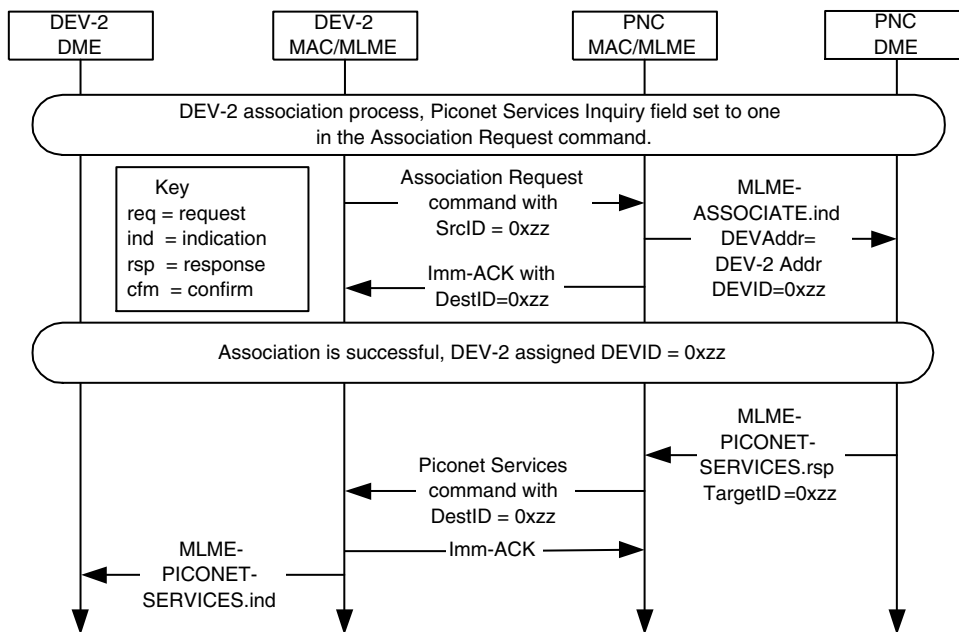 DEV-2
DME
DEV-2
MAC/MLME
PNC
MAC/MLME
PNC
DME
DEV-2 association process, Piconet Services Inquiry field set to one
in the Association Request command.
Key
req = request
ind = indication
rsp = response
cfm = confirm
Association Request
command with
SrcID = 0xzz
MLME-
ASSOCIATE.ind
DEVAddr=
DEV-2 Addr
DEVID=0xzz
Imm-ACK with
DestID=0xzz
Association is successful, DEV-2 assigned DEVID = 0xzz
MLME-
PICONET-
SERVICES.rsp
TargetID =0xzz
Piconet Services
command with
DestID = 0xzz
Imm-ACK
MLME-
PICONET-
SERVICES.ind